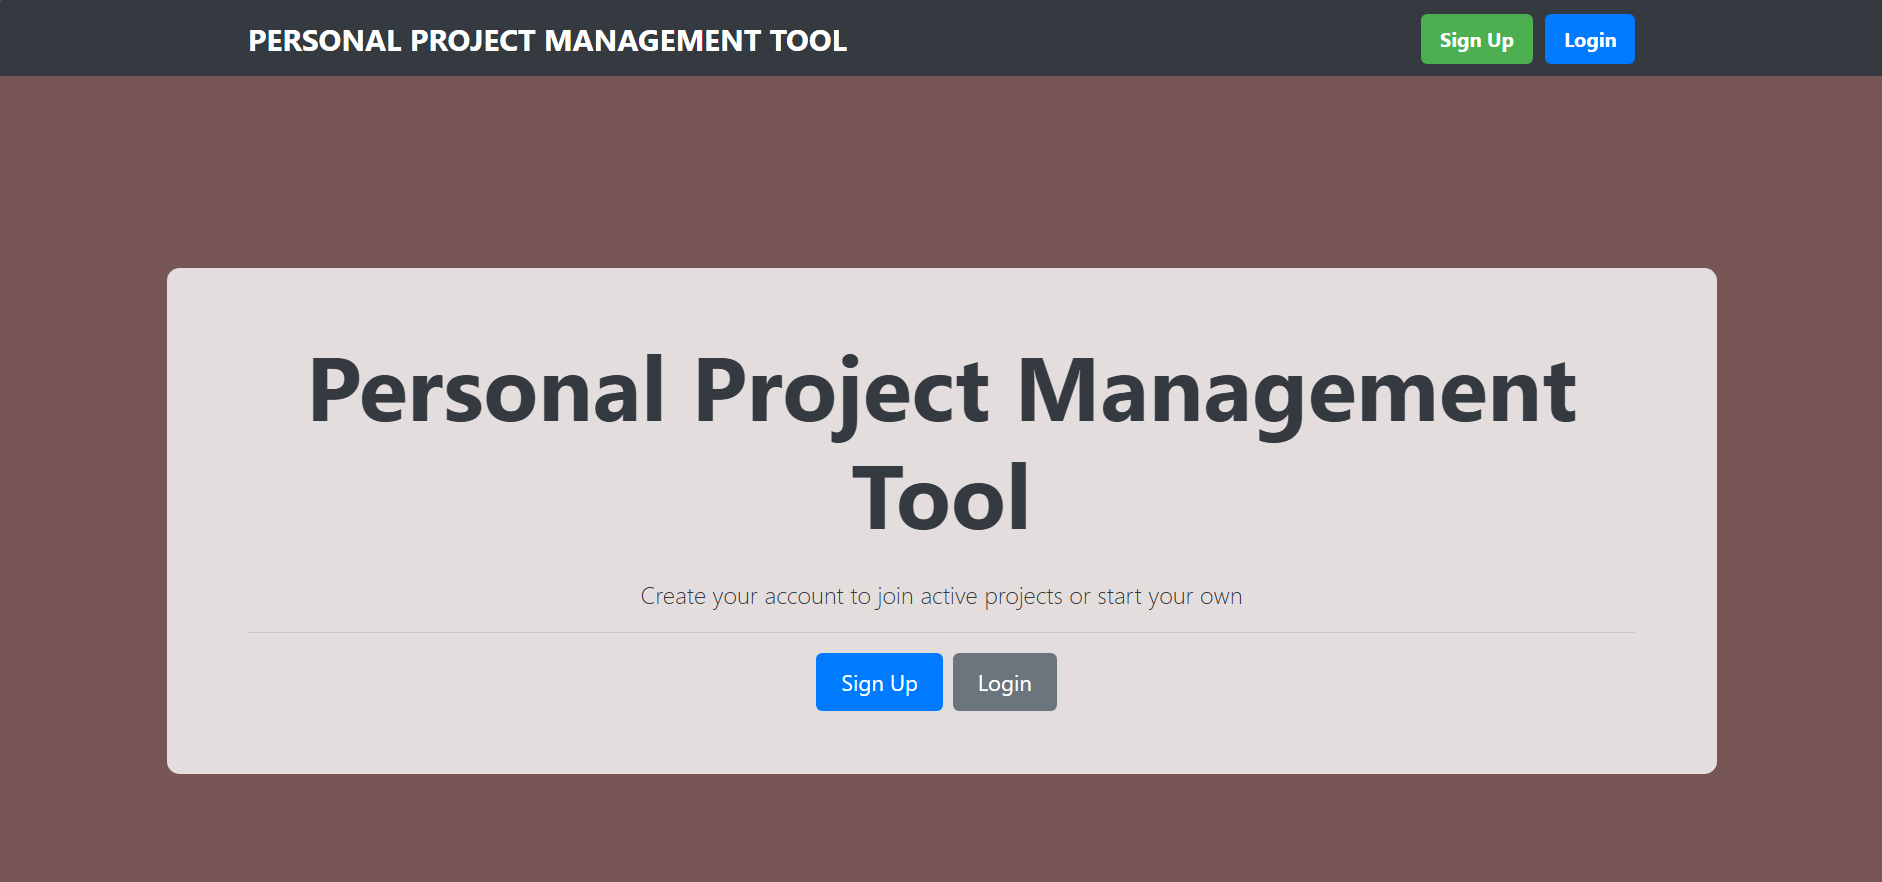 PERSONAL PROJECT MANAGEMENT TOOL
Sign Up
Login
Personal Project Management
Tool
Create your account to join active projects or start your own
Sign Up
Login